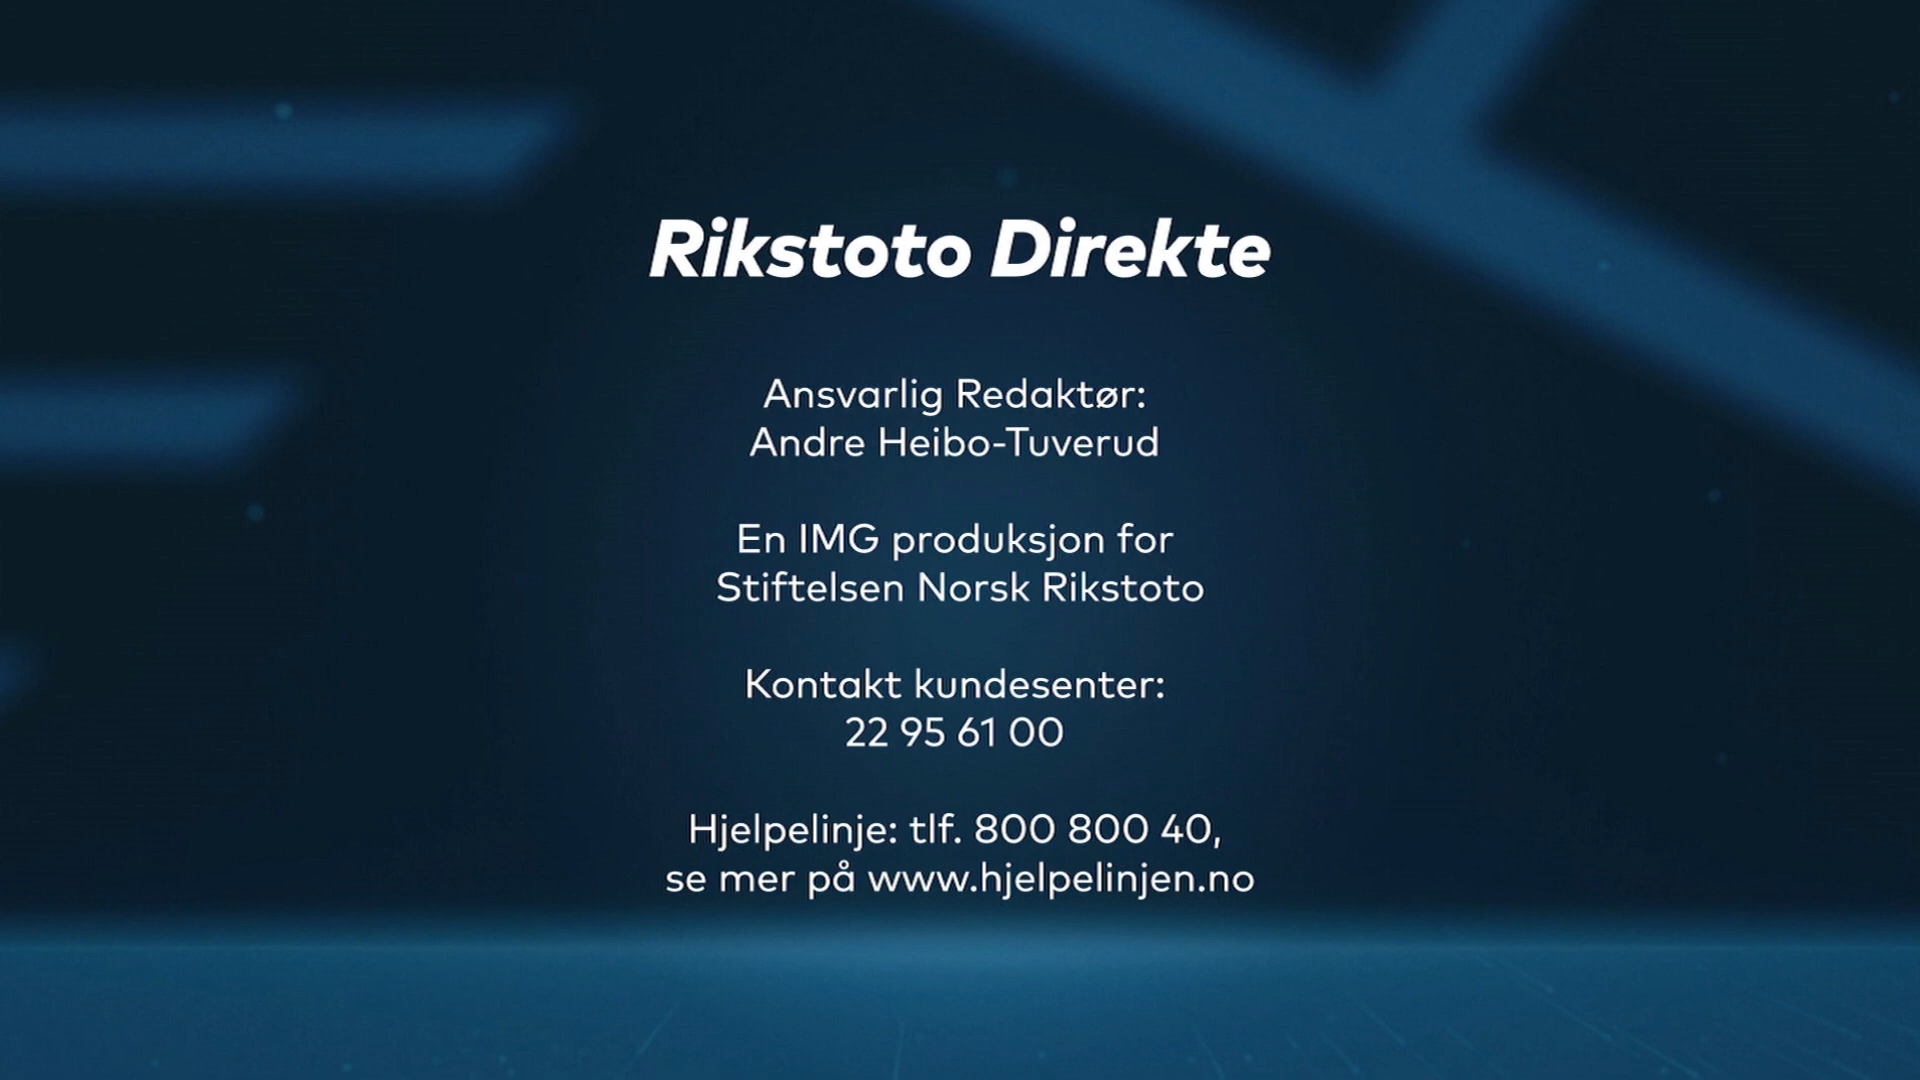 Rikstoto Direkte
Ansvarlig Redaktør:
Andre Heibo-Tuverud
En IMG produksjon for
Stiftelsen Norsk Rikstoto
Kontakt kundesenter:
22 95 61 00
Hjelpelinje: tlf. 800 800 40,
se mer på www.hjelpelinjen.no